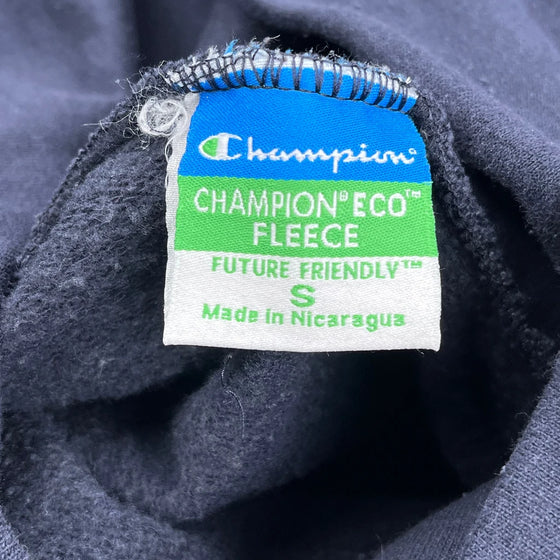 Champion
CHAMPION® ECO™
FLEECE
FUTURE FRIENDLY™
S
Made in Nicaragua